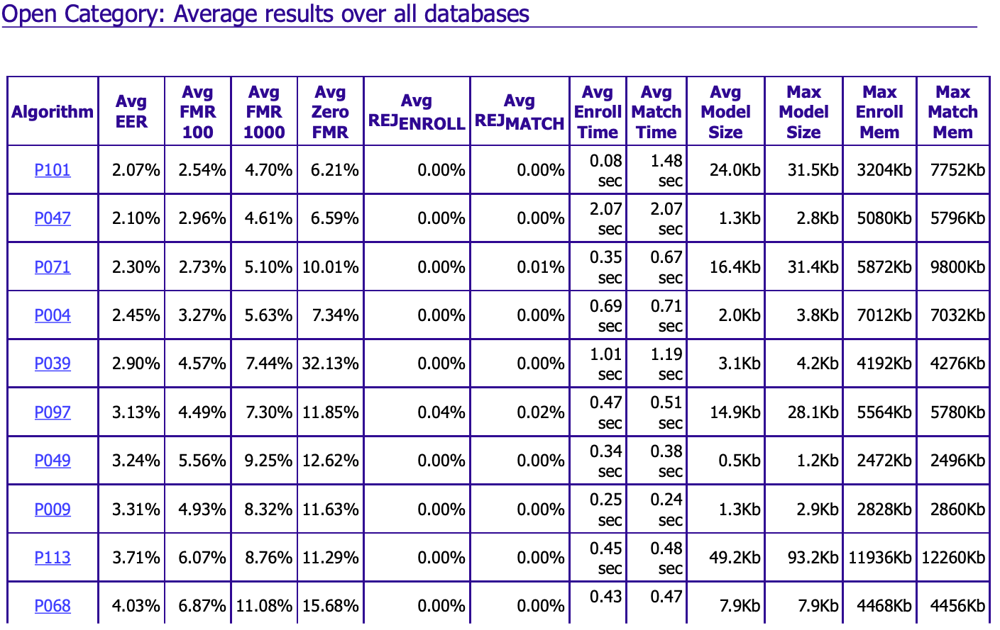 Open Category: Average results over all databases
Algorithm Avg EER Avg FMR 100 Avg FMR 1000 Avg Zero FMR Avg REJENROLL Avg REJMATCH Avg Enroll Time Avg Match Time Avg Model Size Max Model Size Max Enroll Mem Max Match Mem
P101 2.07% 2.54% 4.70% 6.21% 0.00% 0.00% 0.08 sec 1.48 sec 24.0Kb 31.5Kb 3204Kb 7752Kb
P047 2.10% 2.96% 4.61% 6.59% 0.00% 0.00% 2.07 sec 2.07 sec 1.3Kb 2.8Kb 5080Kb 5796Kb
P071 2.30% 2.73% 5.10% 10.01% 0.00% 0.01% 0.35 sec 0.67 sec 16.4Kb 31.4Kb 5872Kb 9800Kb
P004 2.45% 3.27% 5.63% 7.34% 0.00% 0.00% 0.69 sec 0.71 sec 2.0Kb 3.8Kb 7012Kb 7032Kb
P039 2.90% 4.57% 7.44% 32.13% 0.00% 0.00% 1.01 sec 1.19 sec 3.1Kb 4.2Kb 4192Kb 4276Kb
P097 3.13% 4.49% 7.30% 11.85% 0.04% 0.02% 0.47 sec 0.51 sec 14.9Kb 28.1Kb 5564Kb 5780Kb
P049 3.24% 5.56% 9.25% 12.62% 0.00% 0.00% 0.34 sec 0.38 sec 0.5Kb 1.2Kb 2472Kb 2496Kb
P009 3.31% 4.93% 8.32% 11.63% 0.00% 0.00% 0.25 sec 0.24 sec 1.3Kb 2.9Kb 2828Kb 2860Kb
P113 3.71% 6.07% 8.76% 11.29% 0.00% 0.00% 0.45 sec 0.48 sec 49.2Kb 93.2Kb 11936Kb 12260Kb
P068 4.03% 6.87% 11.08% 15.68% 0.00% 0.00% 0.43 0.47 7.9Kb 7.9Kb 4468Kb 4456Kb